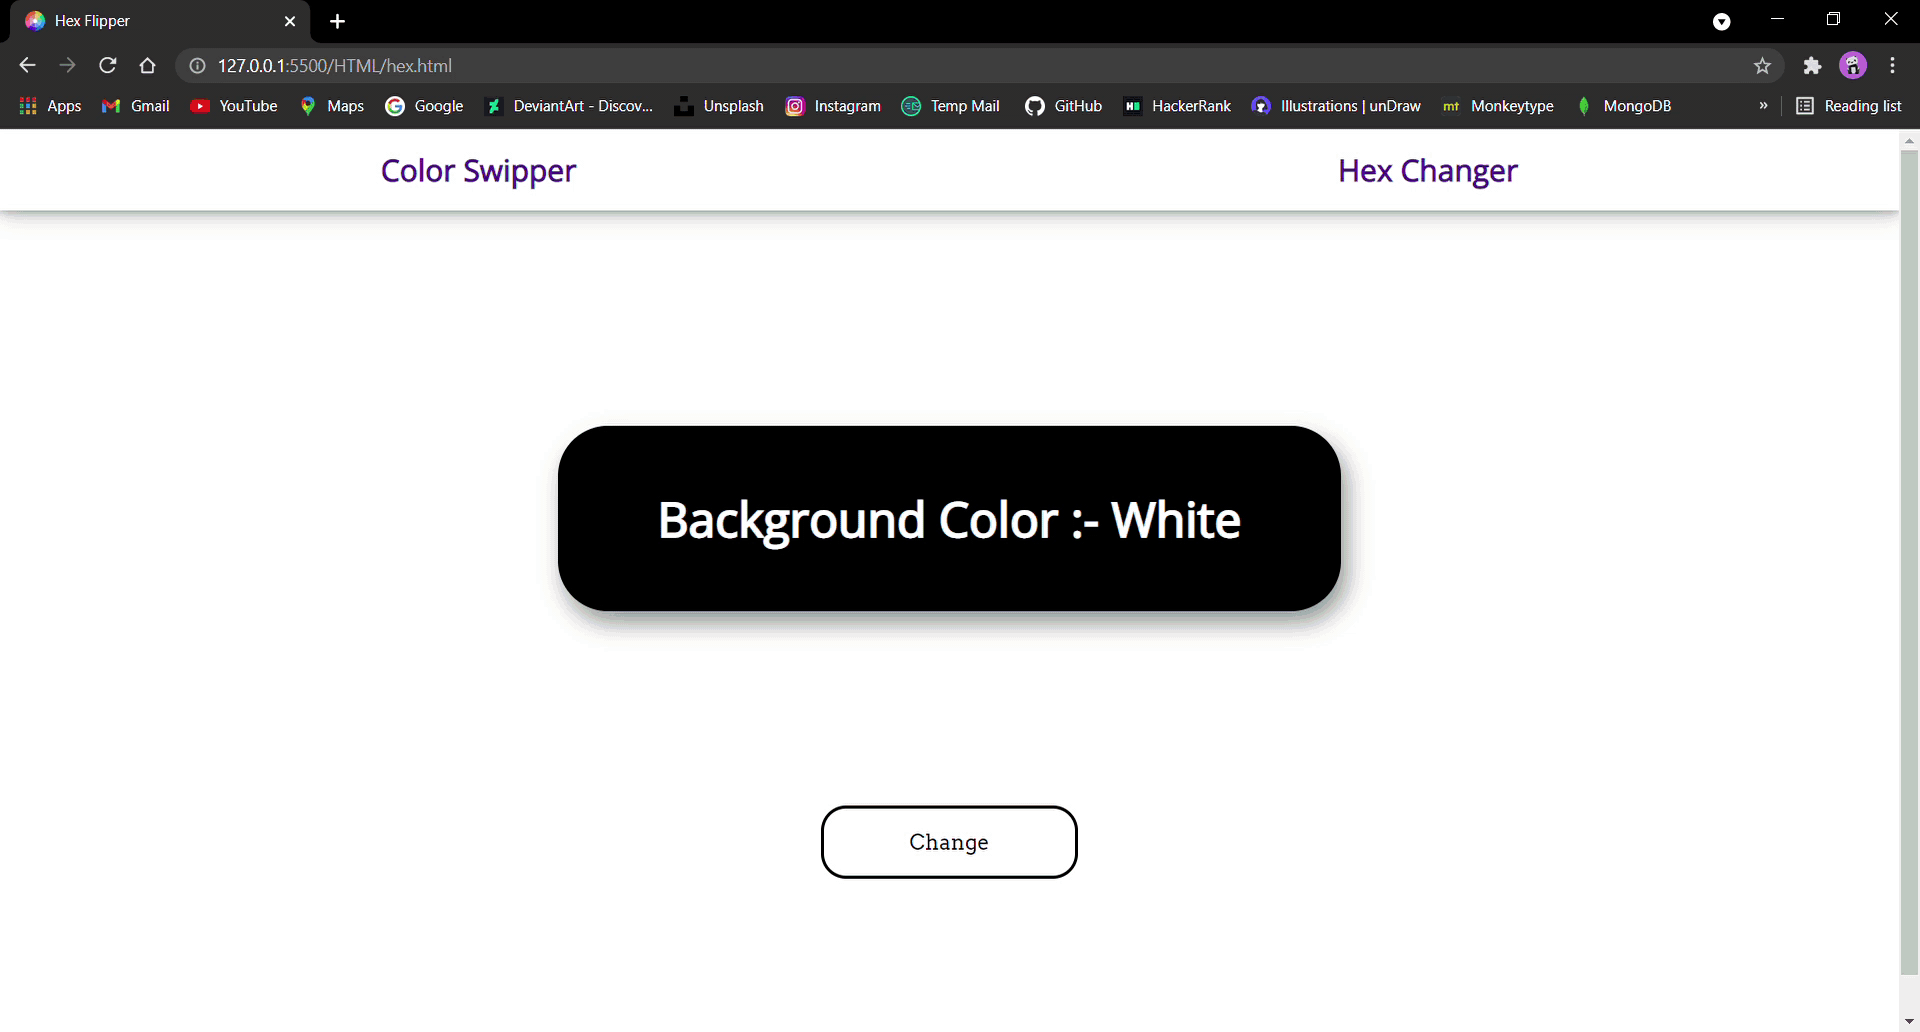 Hex Flipper
127.0.0.1:5500/HTML/hex.html
Apps Gmail YouTube Maps Google DeviantArt - Discov... Unsplash Instagram Temp Mail GitHub HackerRank Illustrations | unDraw mt Monkeytype MongoDB » Reading list
Color Swipper Hex Changer
Background Color :- White
Change